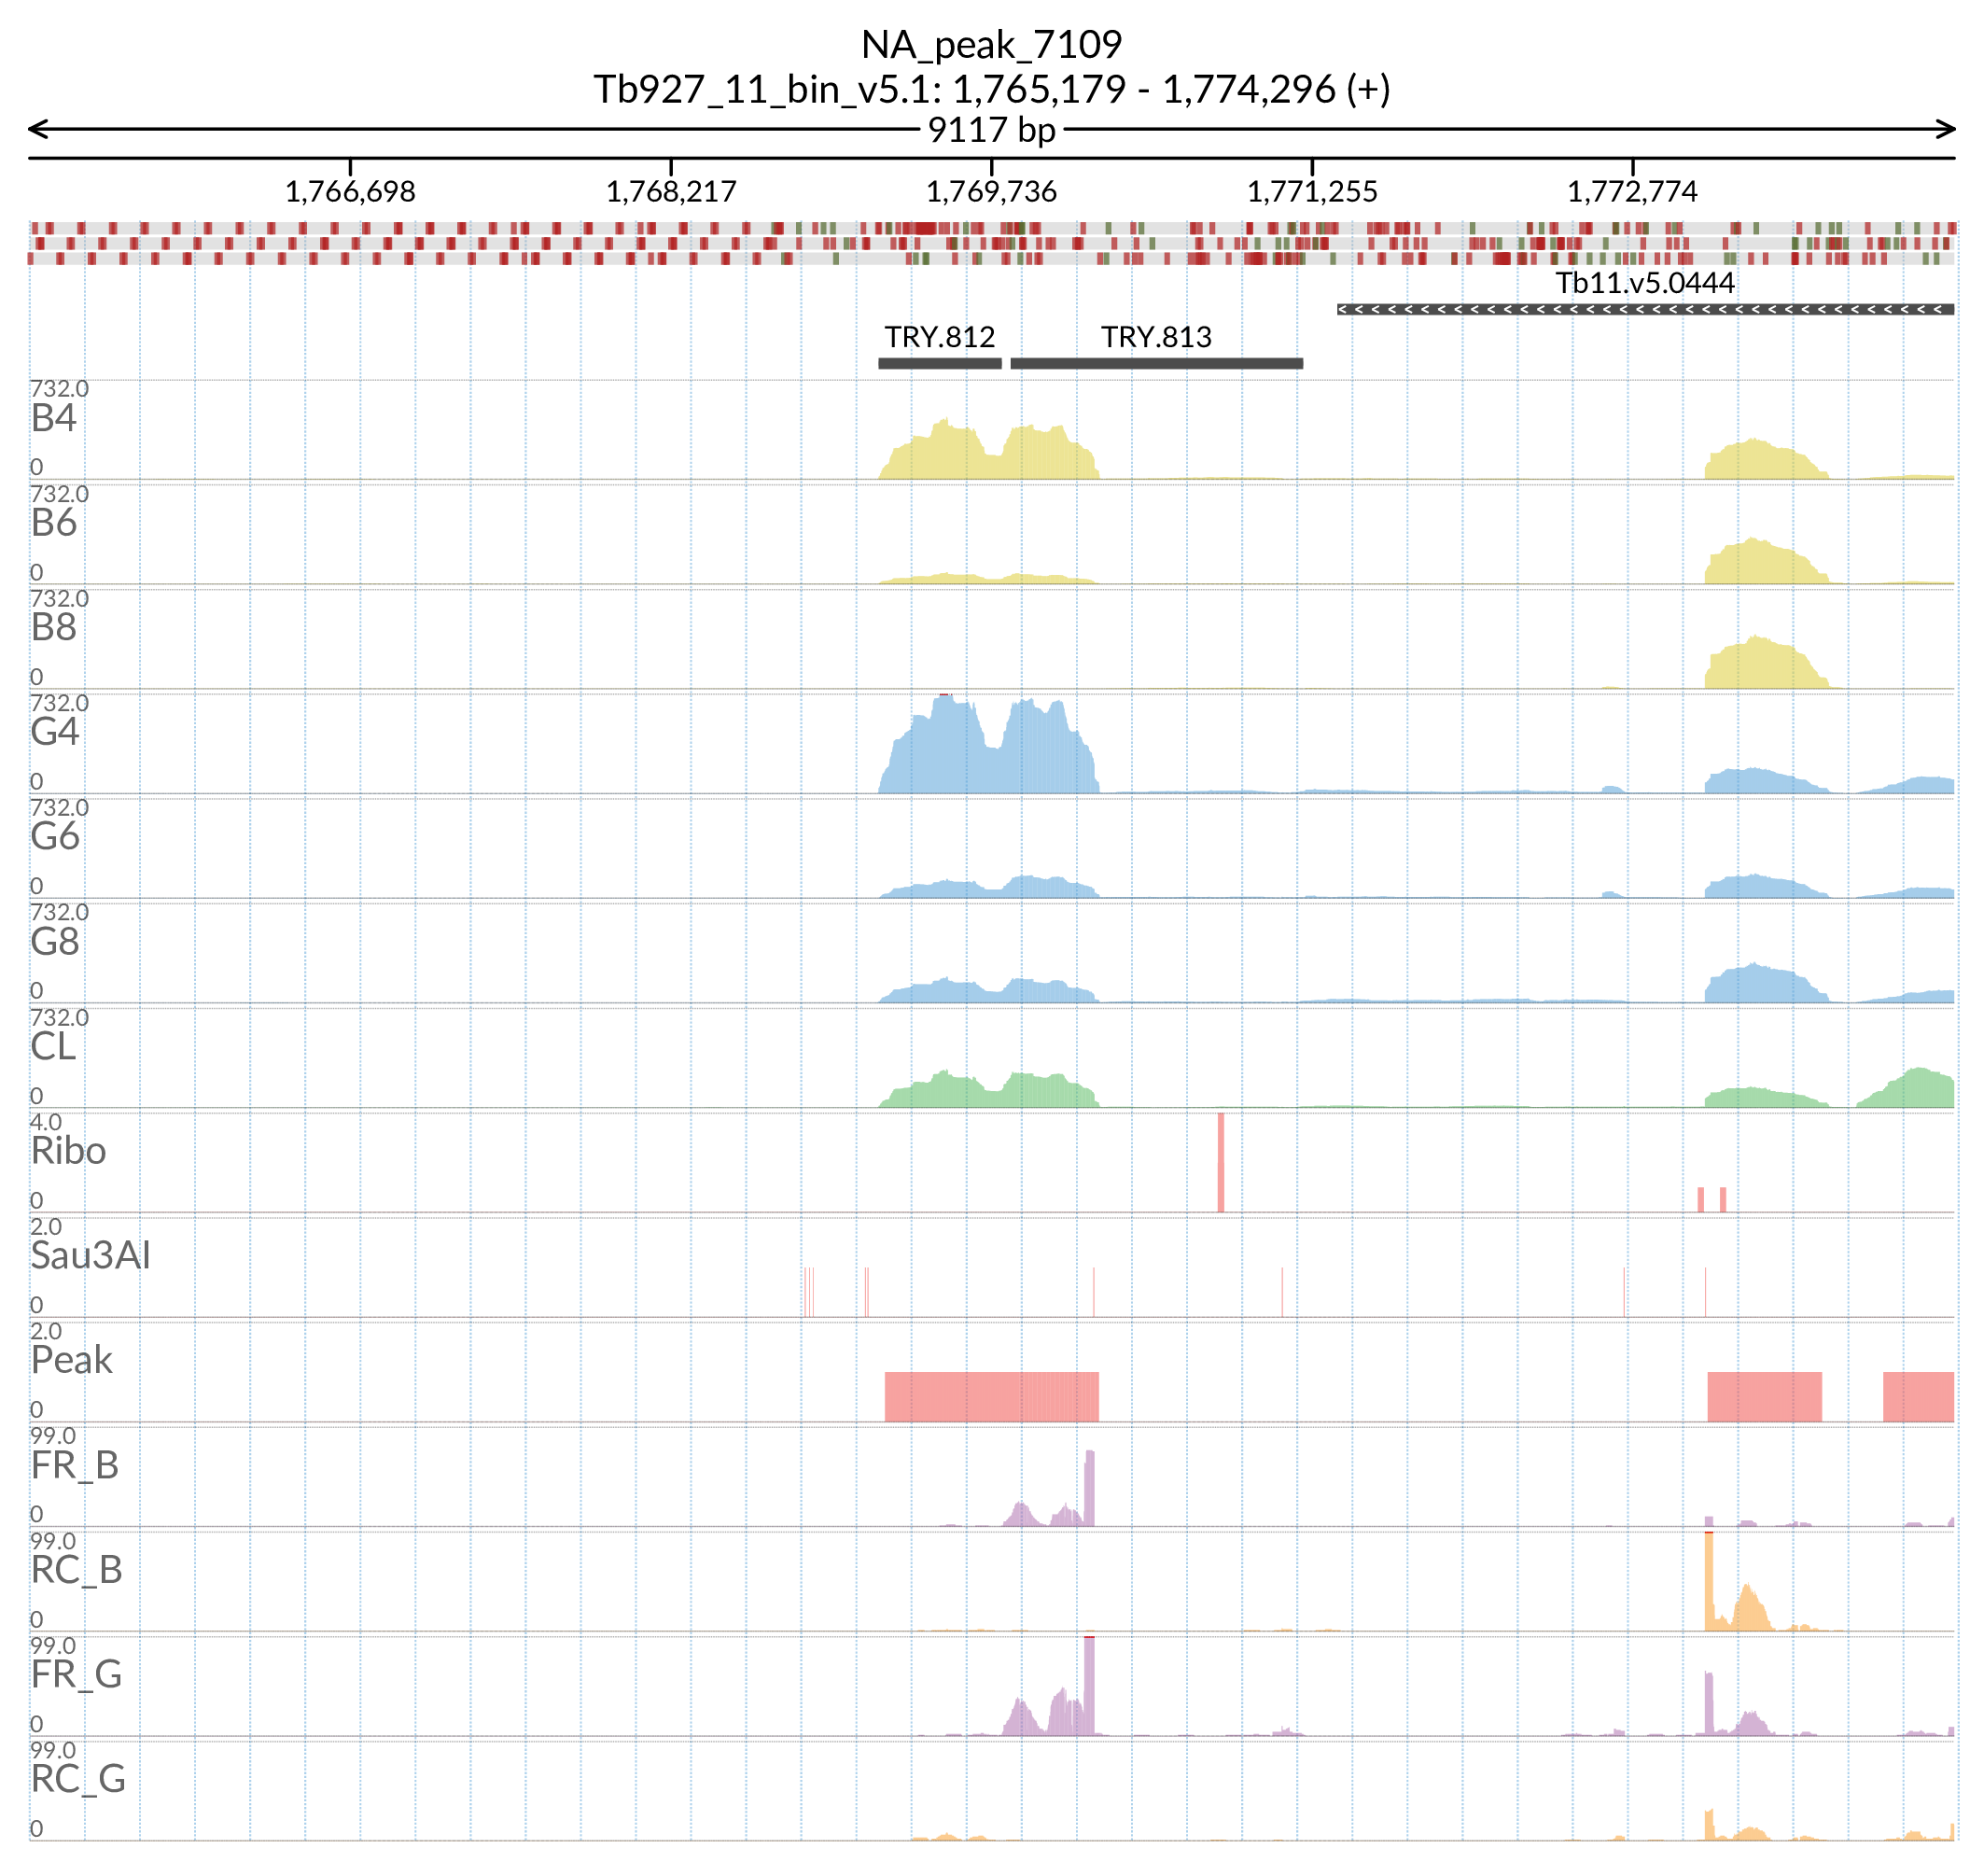 NA_peak_7109
Tb927_11_bin_v5.1: 1,765,179 - 1,774,296 (+)
9117 bp
1,766,698 1,768,217 1,769,736 1,771,255 1,772,774
Tb11.v5.0444
TRY.812 TRY.813
732.0
B4
0
732.0
B6
0
732.0
B8
0
732.0
G4
0
732.0
G6
0
732.0
G8
0
732.0
CL
0
4.0
Ribo
0
2.0
Sau3AI
0
2.0
Peak
0
99.0
FR_B
0
99.0
RC_B
0
99.0
FR_G
0
99.0
RC_G
0